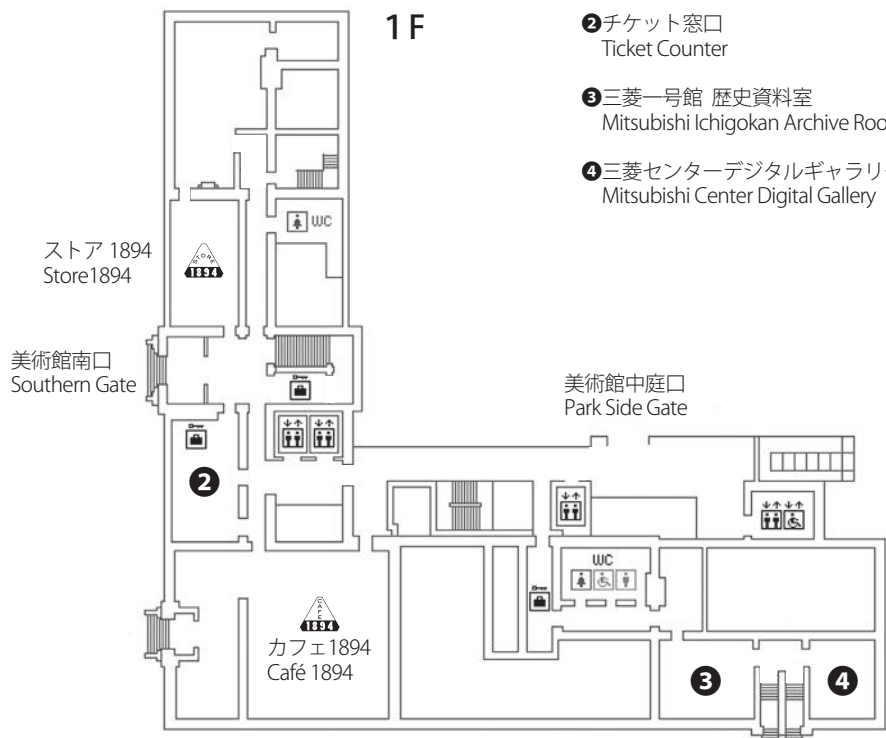 1F
❷チケット窓口
Ticket Counter
❸三菱一号館 歴史資料室
Mitsubishi Ichigokan Archive Roo
❹三菱センターデジタルギャラリ
Mitsubishi Center Digital Gallery
WC
ストア 1894
Store1894
STORE
1894
美術館南口
Southern Gate
美術館中庭口
Park Side Gate
❷
WC
CAFE
1894
カフェ1894
Café 1894
❸
❹